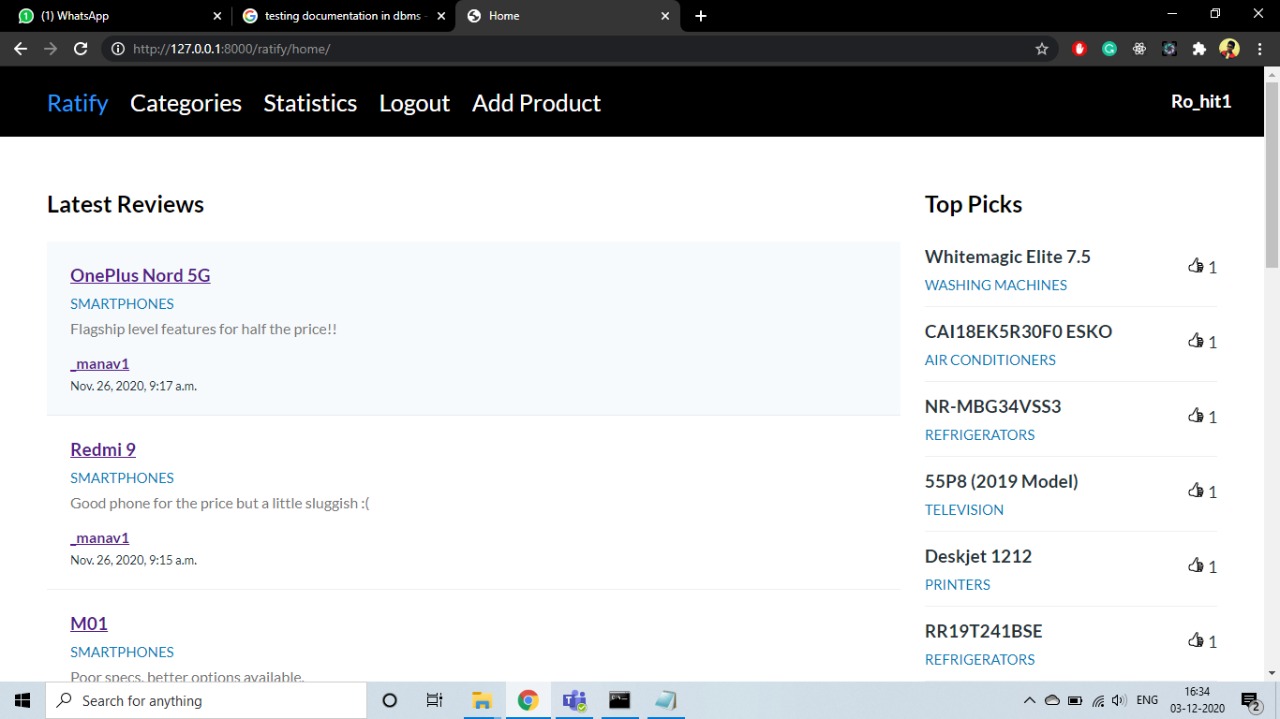 (1) WhatsApp
testing documentation in dbms -
Home
http://127.0.0.1:8000/ratify/home/
Ratify Categories Statistics Logout Add Product
Ro_hit1
Latest Reviews
OnePlus Nord 5G
SMARTPHONES
Flagship level features for half the price!!
_manav1
Nov. 26, 2020, 9:17 a.m.
Redmi 9
SMARTPHONES
Good phone for the price but a little sluggish :(
_manav1
Nov. 26, 2020, 9:15 a.m.
M01
SMARTPHONES
Poor specs, better options available.
Top Picks
Whitemagic Elite 7.5
1
WASHING MACHINES
CAI18EK5R30F0 ESKO
1
AIR CONDITIONERS
NR-MBG34VSS3
1
REFRIGERATORS
55P8 (2019 Model)
1
TELEVISION
Deskjet 1212
1
PRINTERS
RR19T241BSE
1
REFRIGERATORS
Search for anything
ENG
16:34
03-12-2020
2